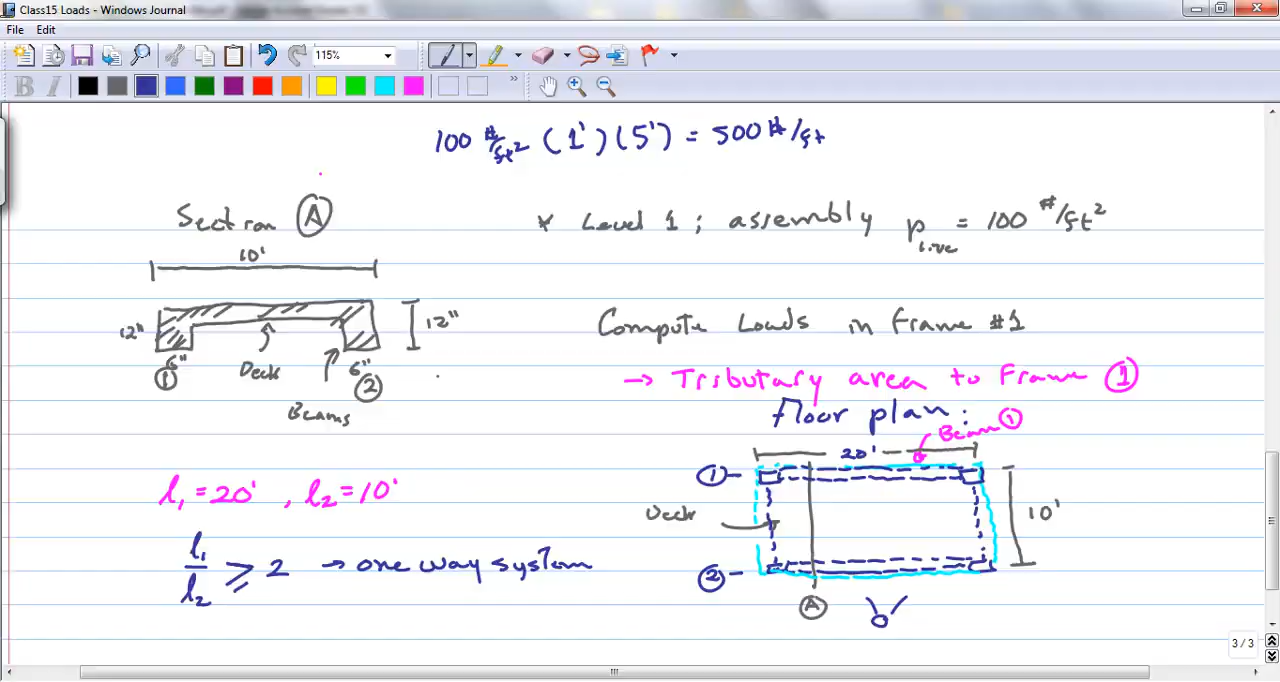 Class15 Loads - Windows Journal
File Edit
115%
B I
100 #/ft² (1') (5') = 500 #/ft
Section A
* Level 1 ; assembly P live = 100 #/ft²
10'
12" 12"
6" 6"
1 Deck 2
Beams
Compute Loads in Frame #1
→ Tributary area to Frame 1
floor plan :
Beam 1
20'
1
Deck 10'
2
A
l₁ = 20' , l₂ = 10'
l₁/l₂ ≥ 2 → one way system
3 / 3